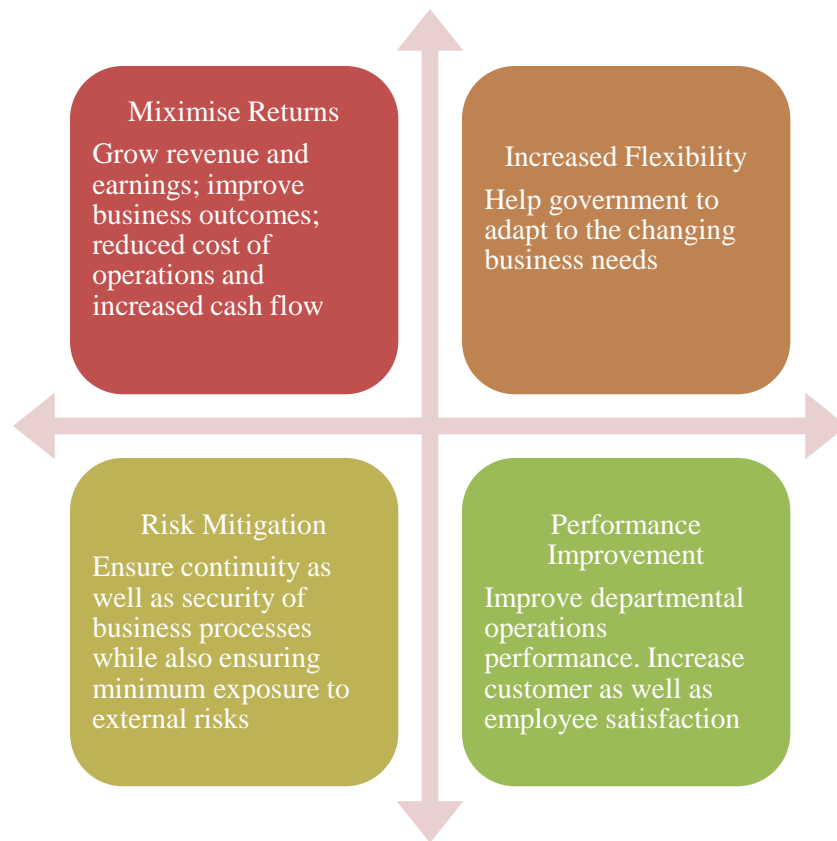 Miximise Returns
Grow revenue and
earnings; improve
business outcomes;
reduced cost of
operations and
increased cash flow
Increased Flexibility
Help government to
adapt to the changing
business needs
Risk Mitigation
Ensure continuity as
well as security of
business processes
while also ensuring
minimum exposure to
external risks
Performance
Improvement
Improve departmental
operations
performance. Increase
customer as well as
employee satisfaction